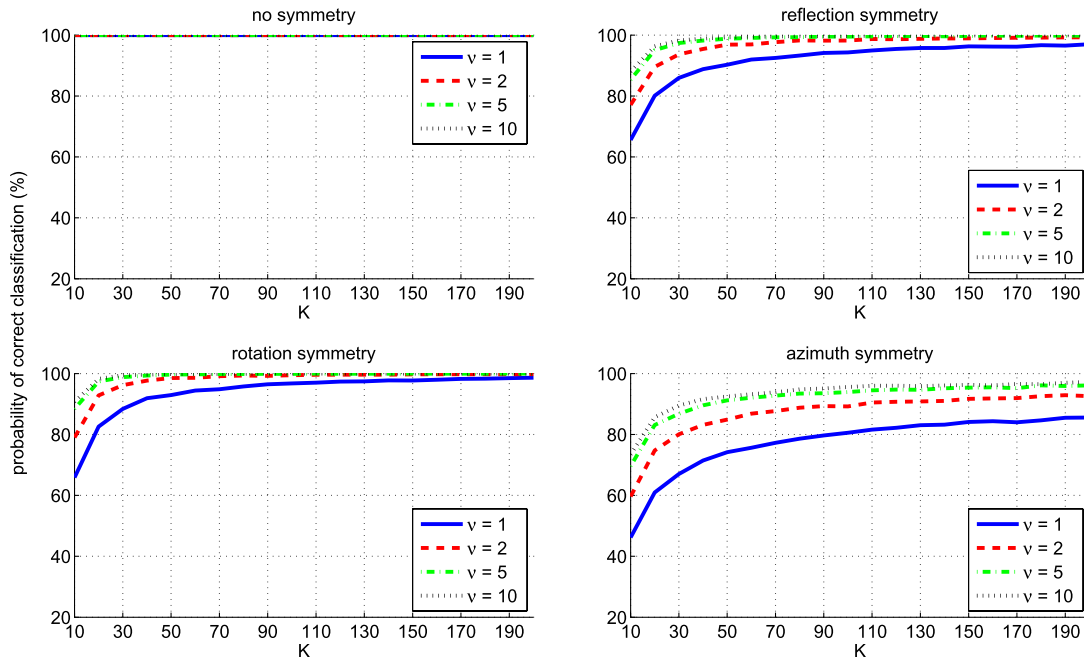 probability of correct classification (%)
no symmetry
100
80
60
40
20
10 30 50 70 90 110 130 150 170 190
K
ν = 1
ν = 2
ν = 5
ν = 10
reflection symmetry
100
80
60
40
20
10 30 50 70 90 110 130 150 170 190
K
ν = 1
ν = 2
ν = 5
ν = 10
rotation symmetry
100
80
60
40
20
10 30 50 70 90 110 130 150 170 190
K
ν = 1
ν = 2
ν = 5
ν = 10
azimuth symmetry
100
80
60
40
20
10 30 50 70 90 110 130 150 170 190
K
ν = 1
ν = 2
ν = 5
ν = 10